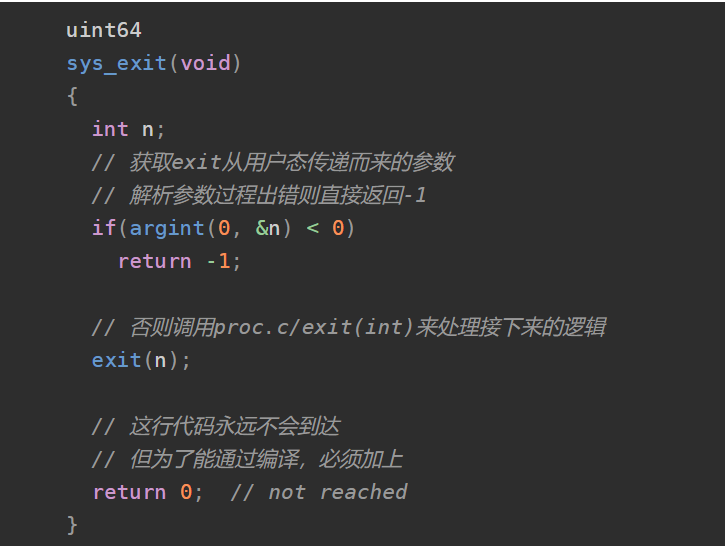 uint64
sys_exit(void)
{
  int n;
  // 获取exit从用户态传递而来的参数
  // 解析参数过程出错则直接返回-1
  if(argint(0, &n) < 0)
    return -1;

  // 否则调用proc.c/exit(int)来处理接下来的逻辑
  exit(n);

  // 这行代码永远不会到达
  // 但为了能通过编译，必须加上
  return 0;  // not reached
}